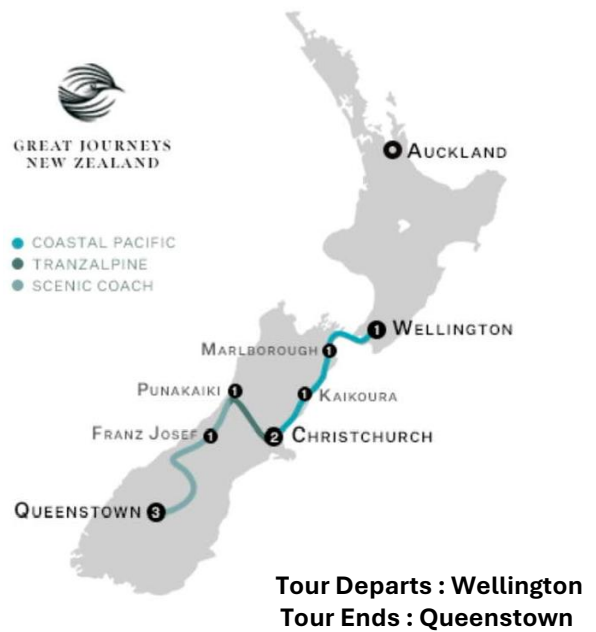 GREAT JOURNEYS
NEW ZEALAND
AUCKLAND
COASTAL PACIFIC
TRANZALPINE
SCENIC COACH
1 WELLINGTON
MARLBOROUGH 1
PUNAKAIKI 1
1 KAIKOURA
FRANZ JOSEF 1
2 CHRISTCHURCH
QUEENSTOWN 3
Tour Departs : Wellington
Tour Ends : Queenstown